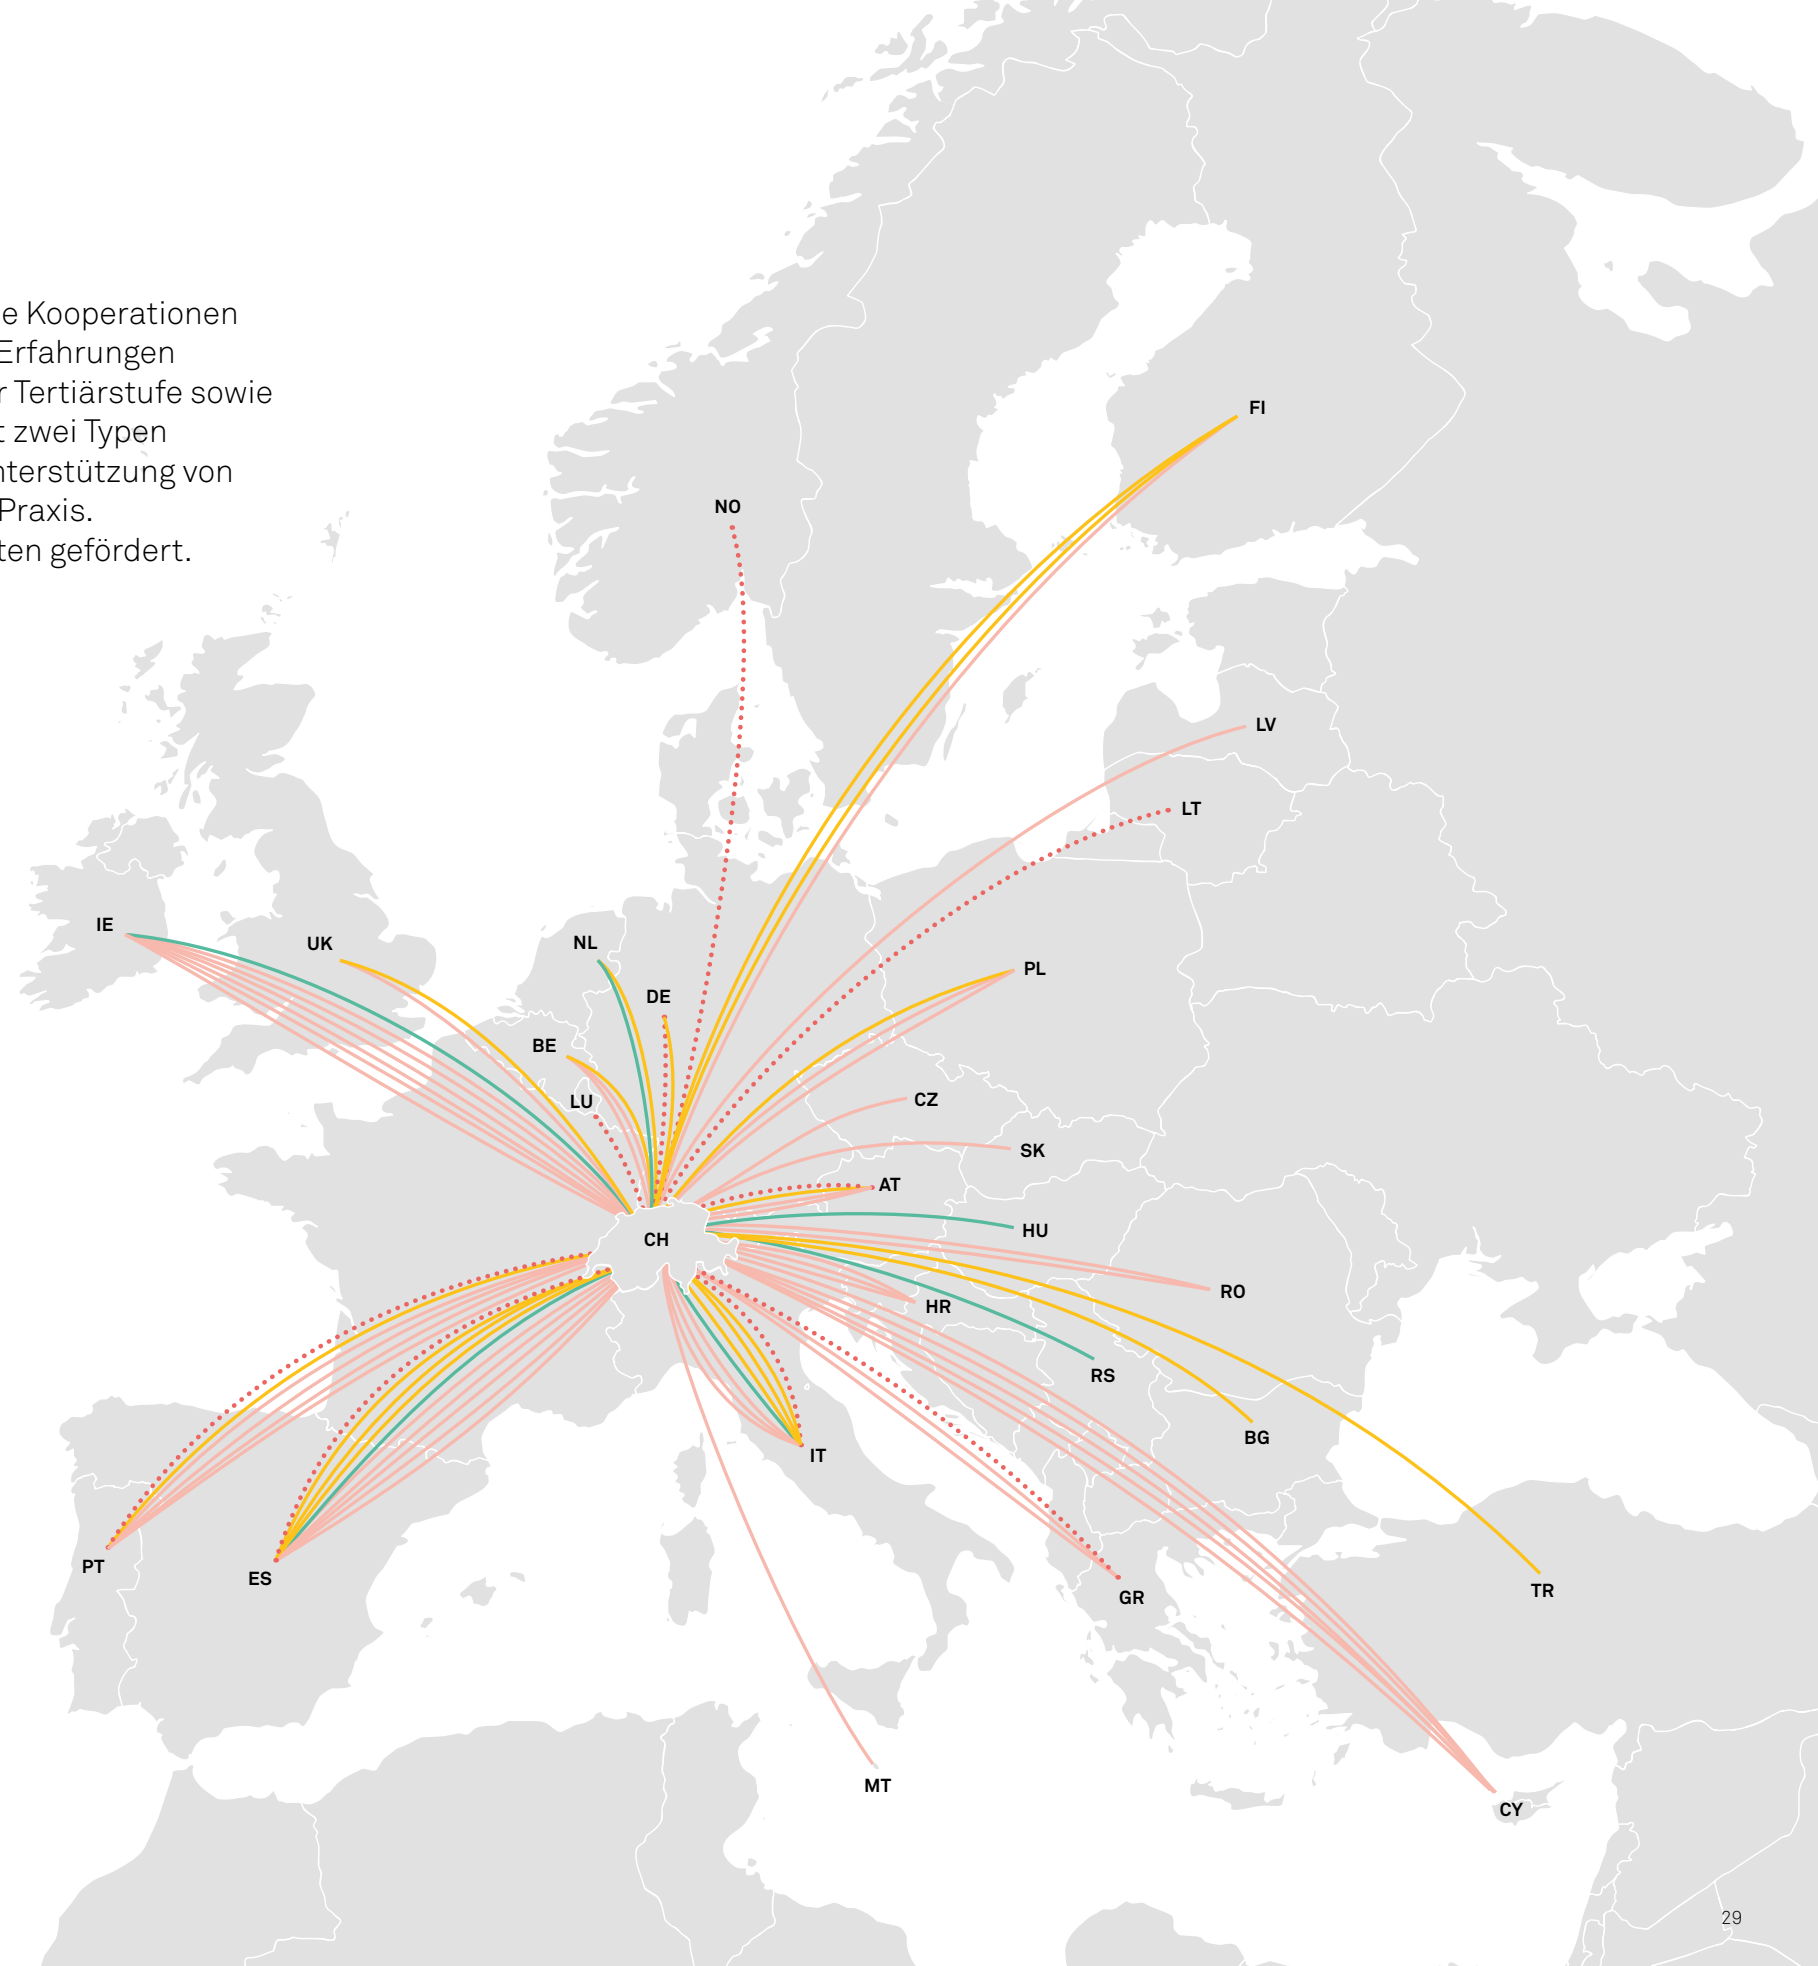 e Kooperationen
Erfahrungen
r Tertiärstufe sowie
t zwei Typen
nterstützung von
Praxis.
ten gefördert.
FI
NO
LV
LT
IE
UK
NL
PL
DE
BE
LU
CZ
SK
AT
HU
CH
RO
HR
RS
BG
IT
PT
ES
TR
GR
MT
CY
29